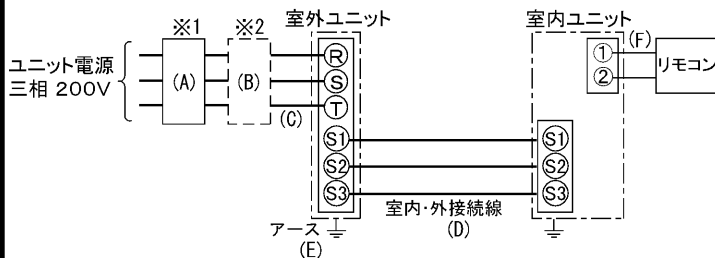 ※1
※2
室外ユニット
室内ユニット
ユニット電源
三相 200V
(A)
(B)
(C)
R
S
T
S1
S2
S3
①
②
(F)
リモコン
S1
S2
S3
室内・外接続線
(D)
アース
(E)